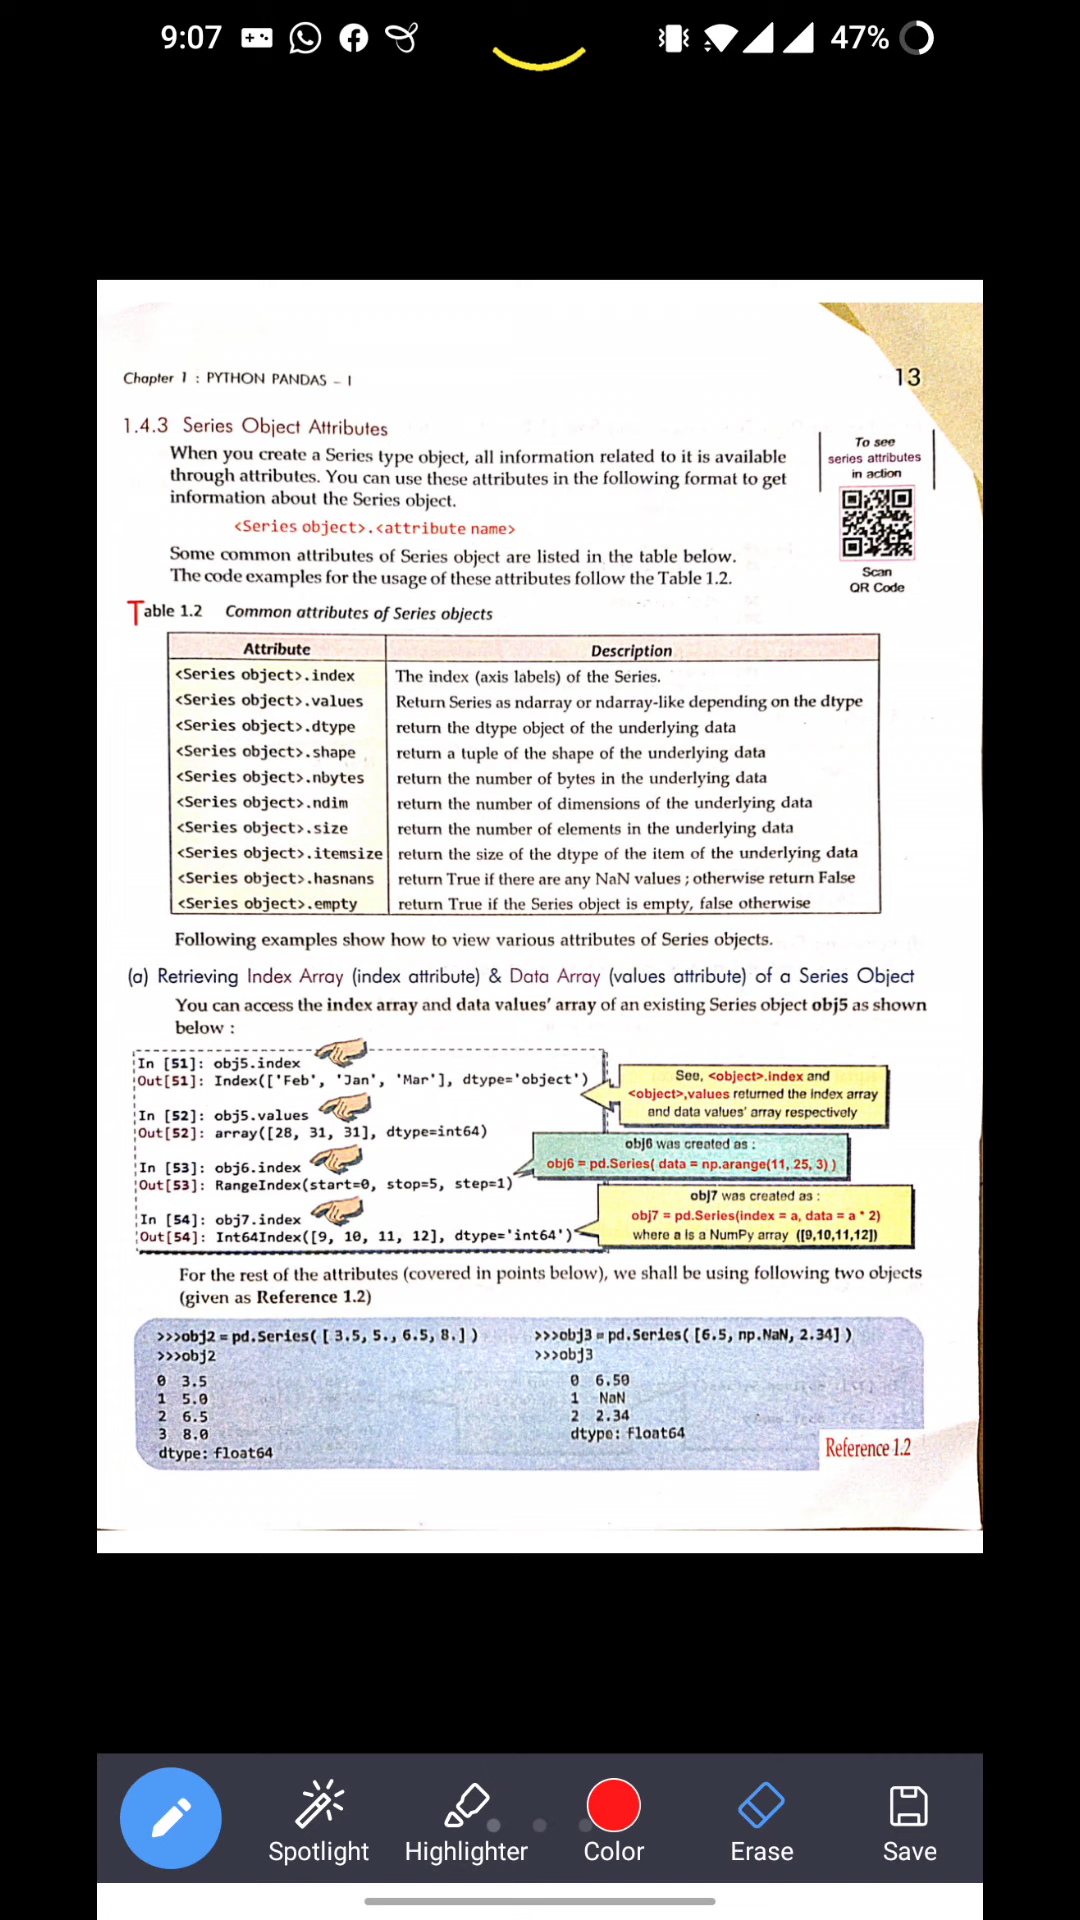 9:07
47%
Chapter 1 : PYTHON PANDAS – I
13
1.4.3 Series Object Attributes
When you create a Series type object, all information related to it is available
through attributes. You can use these attributes in the following format to get
information about the Series object.
<Series object>.<attribute name>
Some common attributes of Series object are listed in the table below.
The code examples for the usage of these attributes follow the Table 1.2.
To see
series attributes
in action
Scan
QR Code
Table 1.2 Common attributes of Series objects
Attribute Description
<Series object>.index The index (axis labels) of the Series.
<Series object>.values Return Series as ndarray or ndarray-like depending on the dtype
<Series object>.dtype return the dtype object of the underlying data
<Series object>.shape return a tuple of the shape of the underlying data
<Series object>.nbytes return the number of bytes in the underlying data
<Series object>.ndim return the number of dimensions of the underlying data
<Series object>.size return the number of elements in the underlying data
<Series object>.itemsize return the size of the dtype of the item of the underlying data
<Series object>.hasnans return True if there are any NaN values ; otherwise return False
<Series object>.empty return True if the Series object is empty, false otherwise
Following examples show how to view various attributes of Series objects.
(a) Retrieving Index Array (index attribute) & Data Array (values attribute) of a Series Object
You can access the index array and data values' array of an existing Series object obj5 as shown
below :
In [51]: obj5.index
Out[51]: Index(['Feb', 'Jan', 'Mar'], dtype='object')
In [52]: obj5.values
Out[52]: array([28, 31, 31], dtype=int64)
In [53]: obj6.index
Out[53]: RangeIndex(start=0, stop=5, step=1)
In [54]: obj7.index
Out[54]: Int64Index([9, 10, 11, 12], dtype='int64')
See, <object>.index and
<object>,values returned the index array
and data values' array respectively
obj6 was created as :
obj6 = pd.Series( data = np.arange(11, 25, 3) )
obj7 was created as :
obj7 = pd.Series(index = a, data = a * 2)
where a is a NumPy array ([9,10,11,12])
For the rest of the attributes (covered in points below), we shall be using following two objects
(given as Reference 1.2)
>>>obj2 = pd.Series( [ 3.5, 5., 6.5, 8.] )
>>>obj2
0 3.5
1 5.0
2 6.5
3 8.0
dtype: float64
>>>obj3 = pd.Series( [6.5, np.NaN, 2.34] )
>>>obj3
0 6.50
1 NaN
2 2.34
dtype: float64
Reference 1.2
Spotlight
Highlighter
Color
Erase
Save